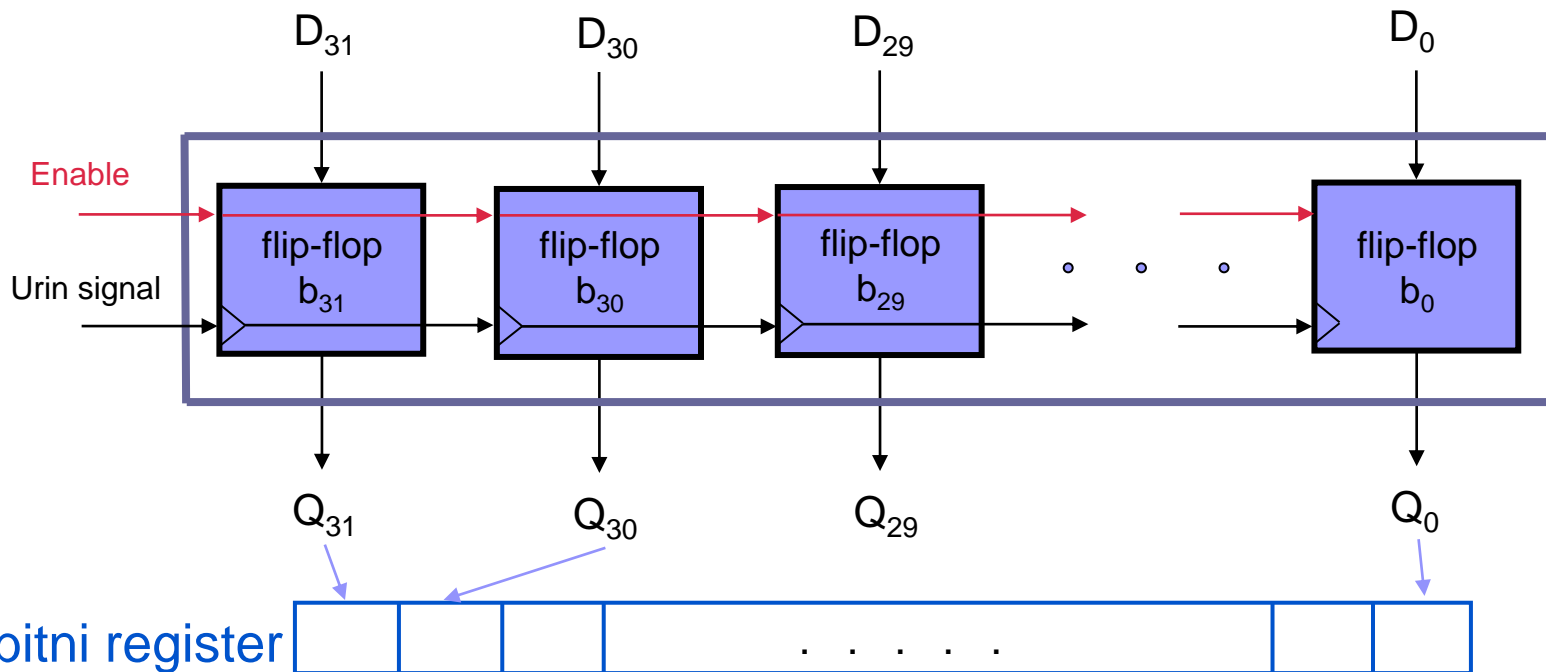 D31 D30 D29 D0
Enable
flip-flop flip-flop flip-flop flip-flop
b31 b30 b29 b0
Urin signal
Q31 Q30 Q29 Q0
bitni register . . . . .